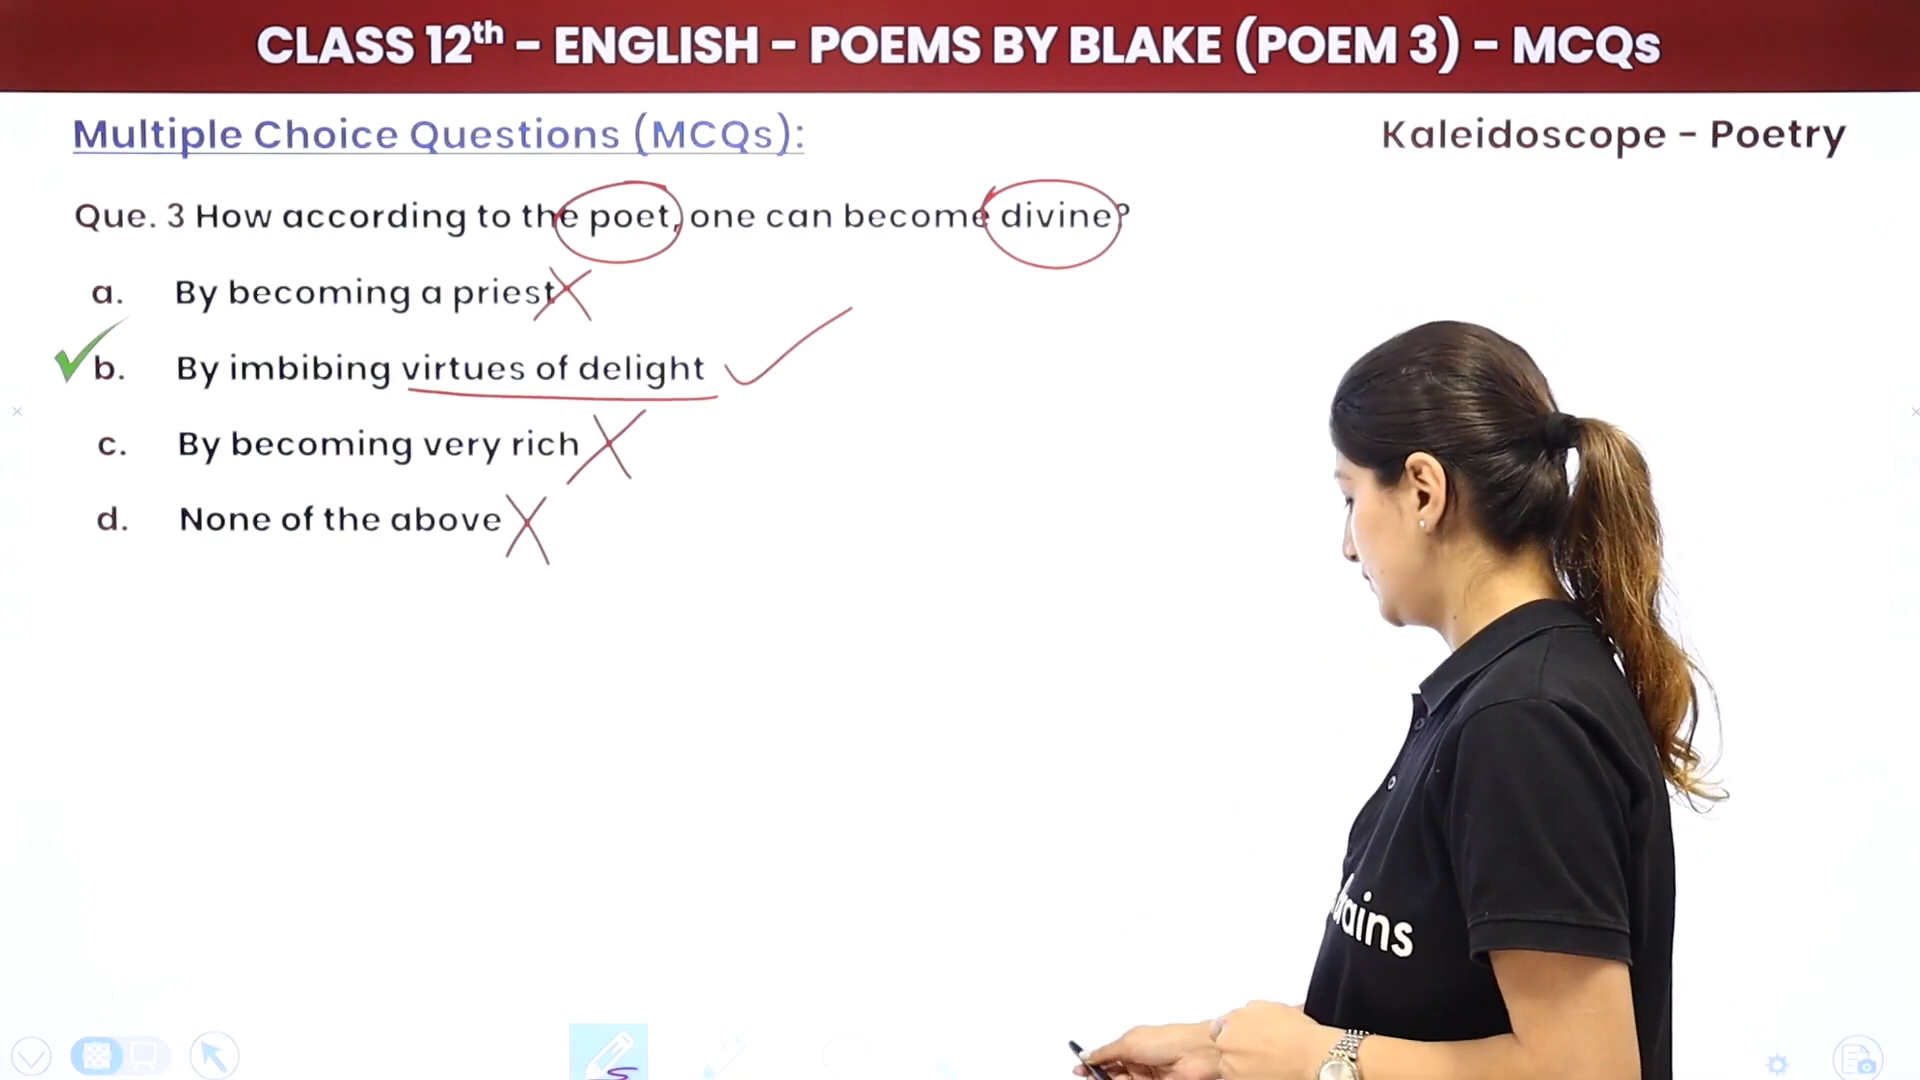 CLASS 12th - ENGLISH - POEMS BY BLAKE (POEM 3) - MCQs
Multiple Choice Questions (MCQs):
Kaleidoscope - Poetry
Que. 3 How according to the poet, one can become divine?
a. By becoming a priest
b. By imbibing virtues of delight
c. By becoming very rich
d. None of the above